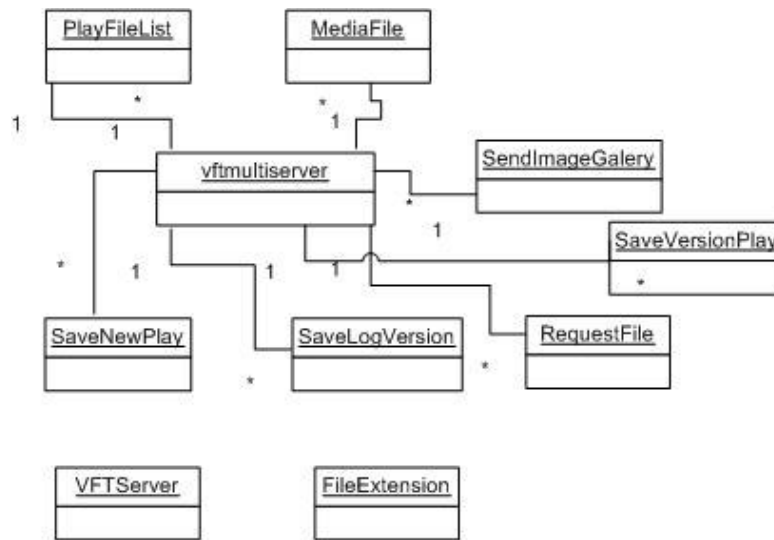 PlayFileList
MediaFile
*
*
1
1
1
vftmultiserver
SendImageGalery
*
1
SaveVersionPlay
*
1
1
1
*
SaveNewPlay
SaveLogVersion
RequestFile
*
*
VFTServer
FileExtension